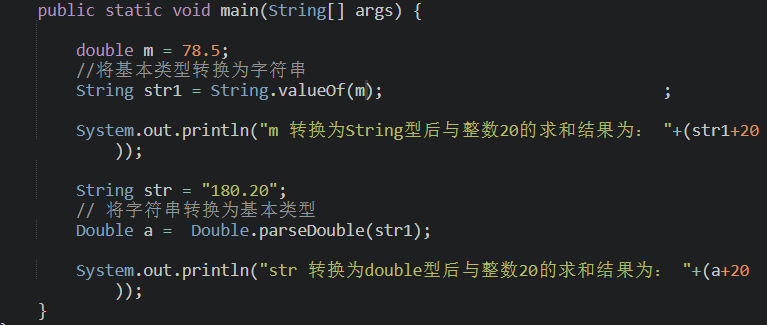 public static void main(String[] args) {
double m = 78.5;
//将基本类型转换为字符串
String str1 = String.valueOf(m); ;
System.out.println("m 转换为String型后与整数20的求和结果为： "+(str1+20
));
String str = "180.20";
// 将字符串转换为基本类型
Double a =  Double.parseDouble(str1);
System.out.println("str 转换为double型后与整数20的求和结果为： "+(a+20
));
}
}